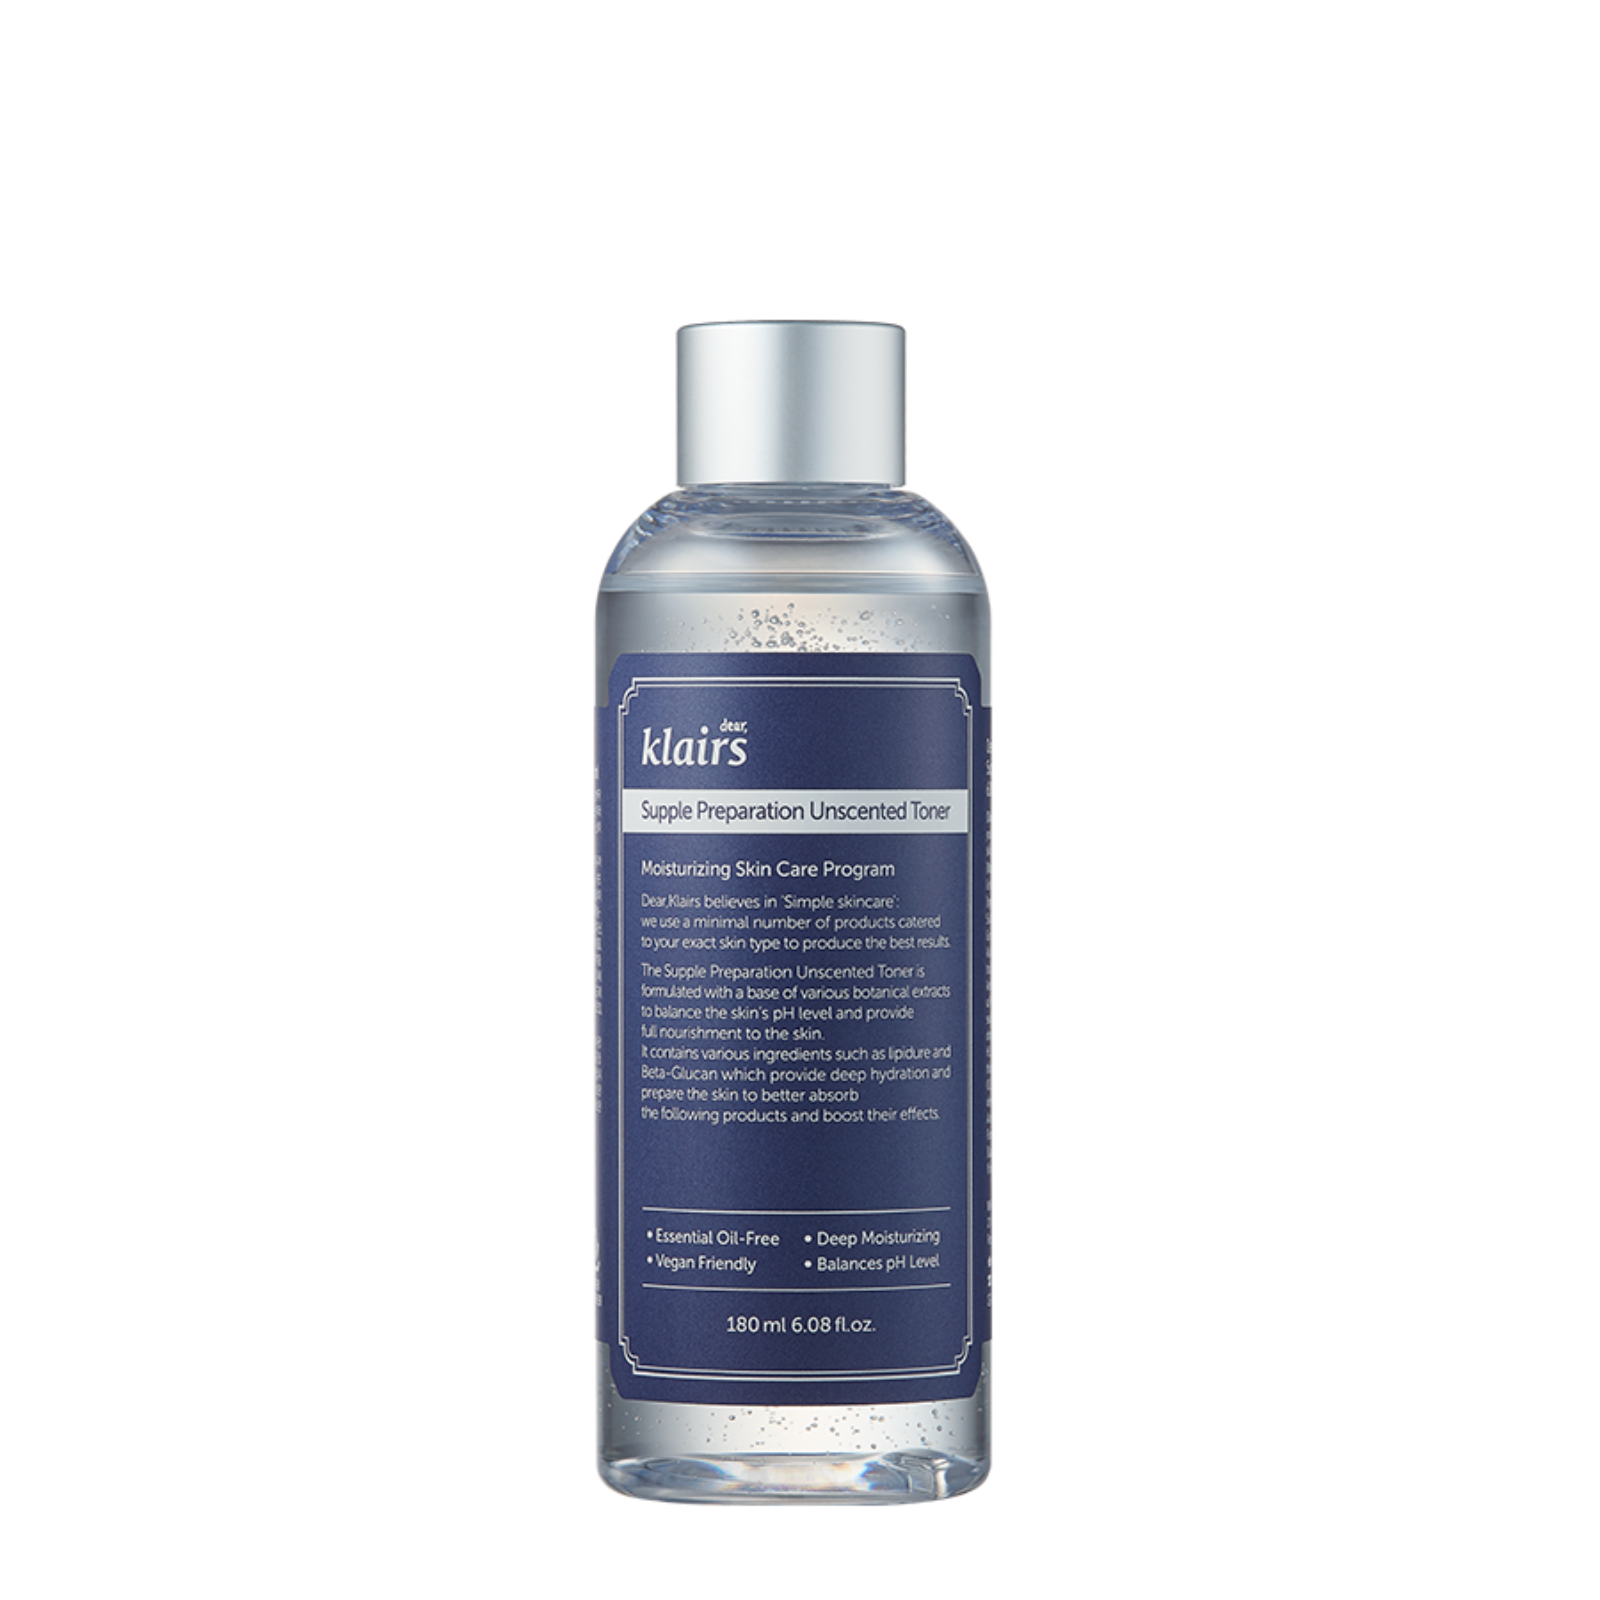 dear,
klairs
Supple Preparation Unscented Toner
Moisturizing Skin Care Program
Dear,Klairs believes in 'Simple skincare':
we use a minimal number of products catered
to your exact skin type to produce the best results.
The Supple Preparation Unscented Toner is
formulated with a base of various botanical extracts
to balance the skin's pH level and provide
full nourishment to the skin.
It contains various ingredients such as lipidure and
Beta-Glucan which provide deep hydration and
prepare the skin to better absorb
the following products and boost their effects.
• Essential Oil-Free • Deep Moisturizing
• Vegan Friendly • Balances pH Level
180 ml 6.08 fl.oz.